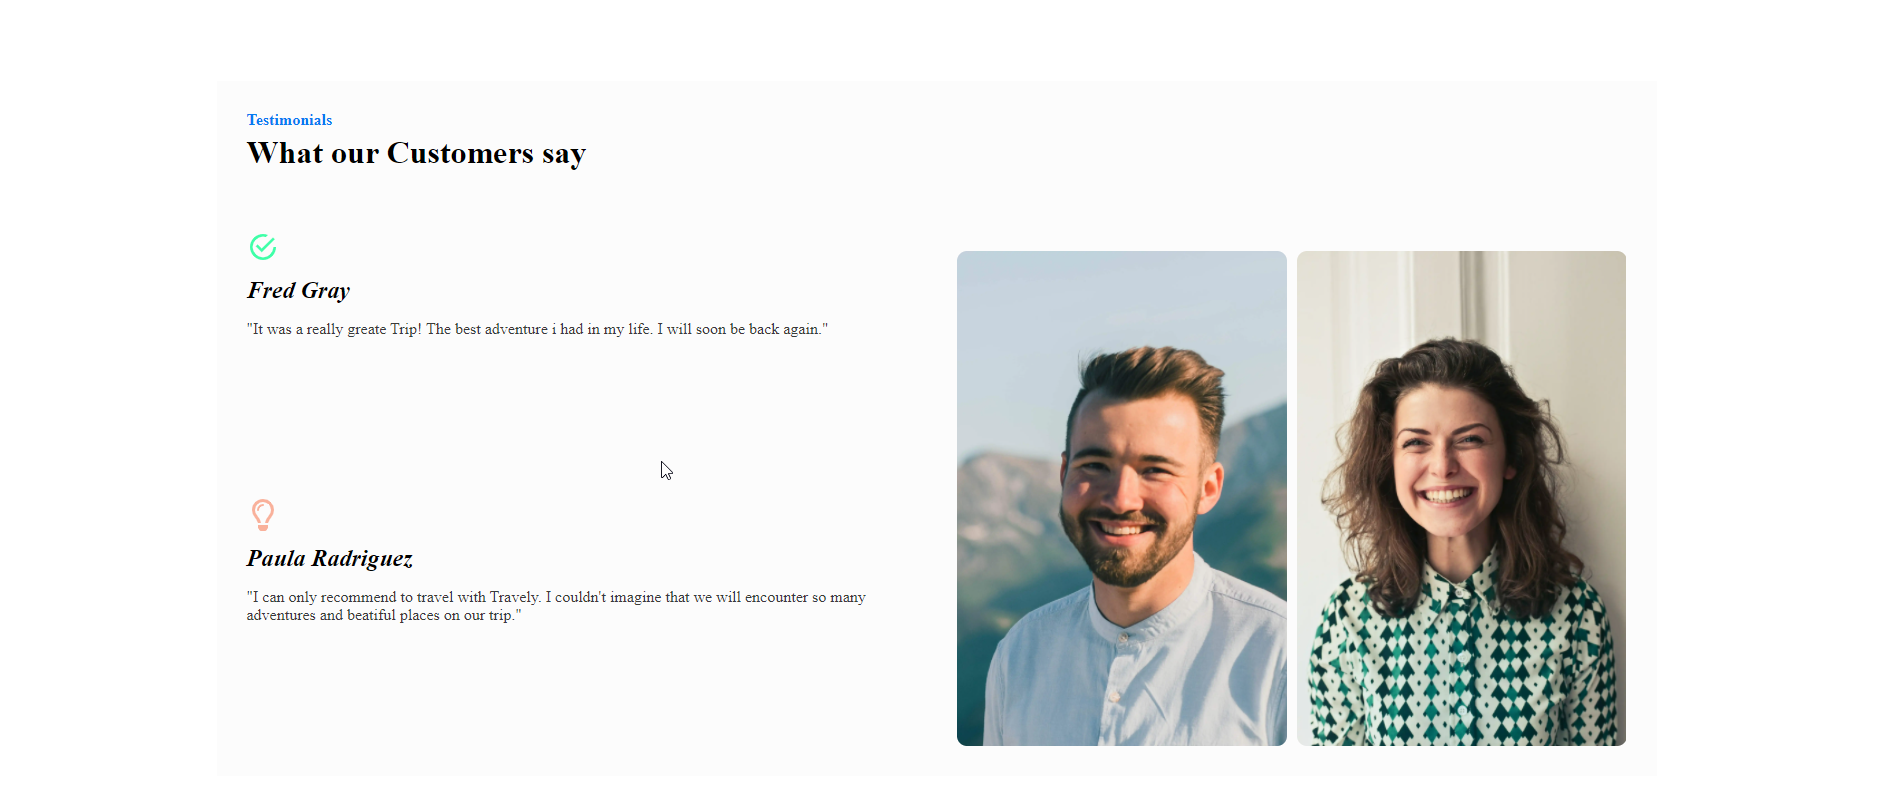 Testimonials
What our Customers say
Fred Gray
"It was a really greate Trip! The best adventure i had in my life. I will soon be back again."
Paula Radriguez
"I can only recommend to travel with Travely. I couldn't imagine that we will encounter so many
adventures and beatiful places on our trip."